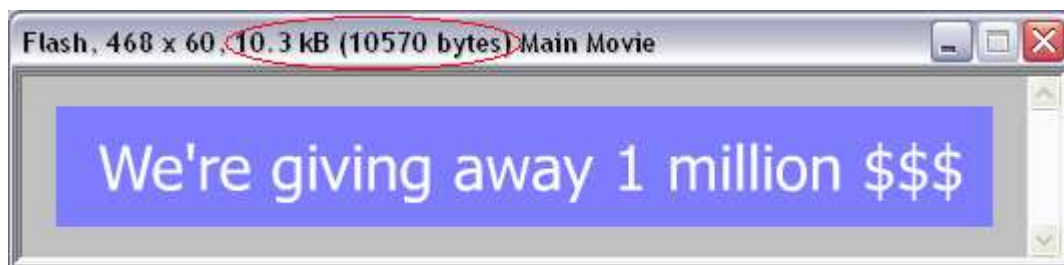 Flash, 468 x 60, 10.3 kB (10570 bytes) Main Movie
We're giving away 1 million $$$